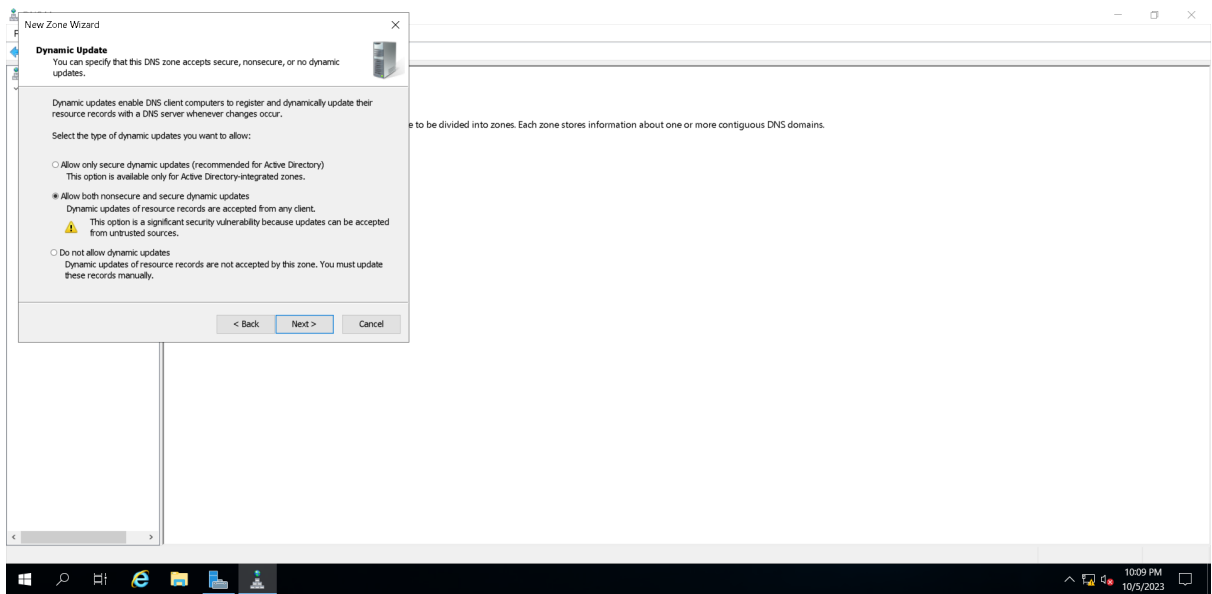 New Zone Wizard
Dynamic Update
You can specify that this DNS zone accepts secure, nonsecure, or no dynamic
updates.
Dynamic updates enable DNS client computers to register and dynamically update their
resource records with a DNS server whenever changes occur.
Select the type of dynamic updates you want to allow:
Allow only secure dynamic updates (recommended for Active Directory)
This option is available only for Active Directory-integrated zones.
Allow both nonsecure and secure dynamic updates
Dynamic updates of resource records are accepted from any client.
This option is a significant security vulnerability because updates can be accepted
from untrusted sources.
Do not allow dynamic updates
Dynamic updates of resource records are not accepted by this zone. You must update
these records manually.
< Back Next > Cancel
to be divided into zones. Each zone stores information about one or more contiguous DNS domains.
10:09 PM
10/5/2023